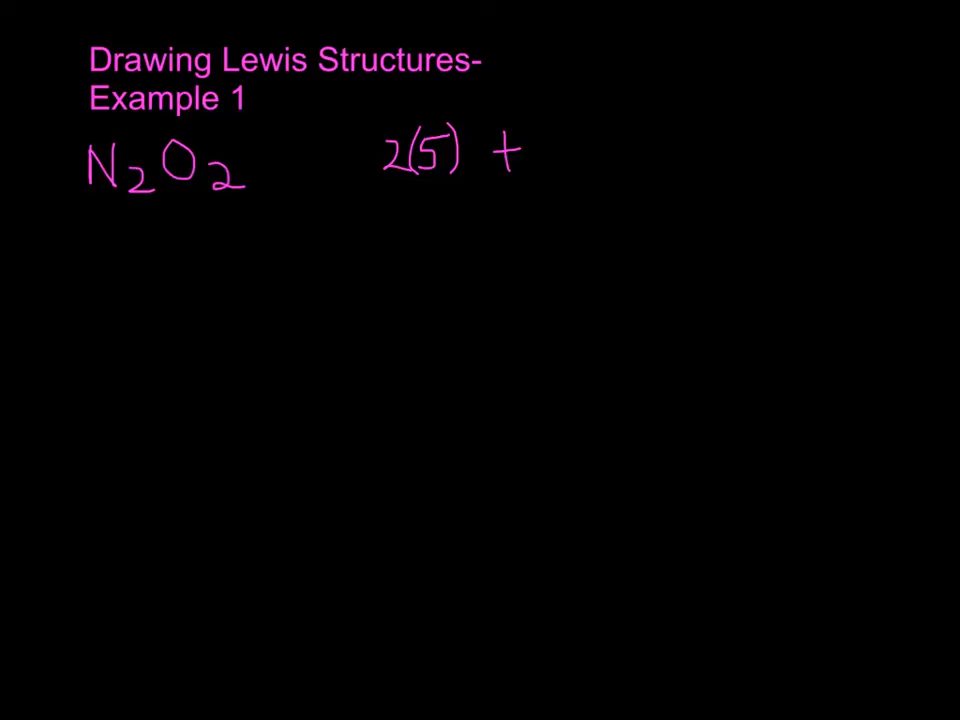 Drawing Lewis Structures-
Example 1
N₂O₂ 2(5) +